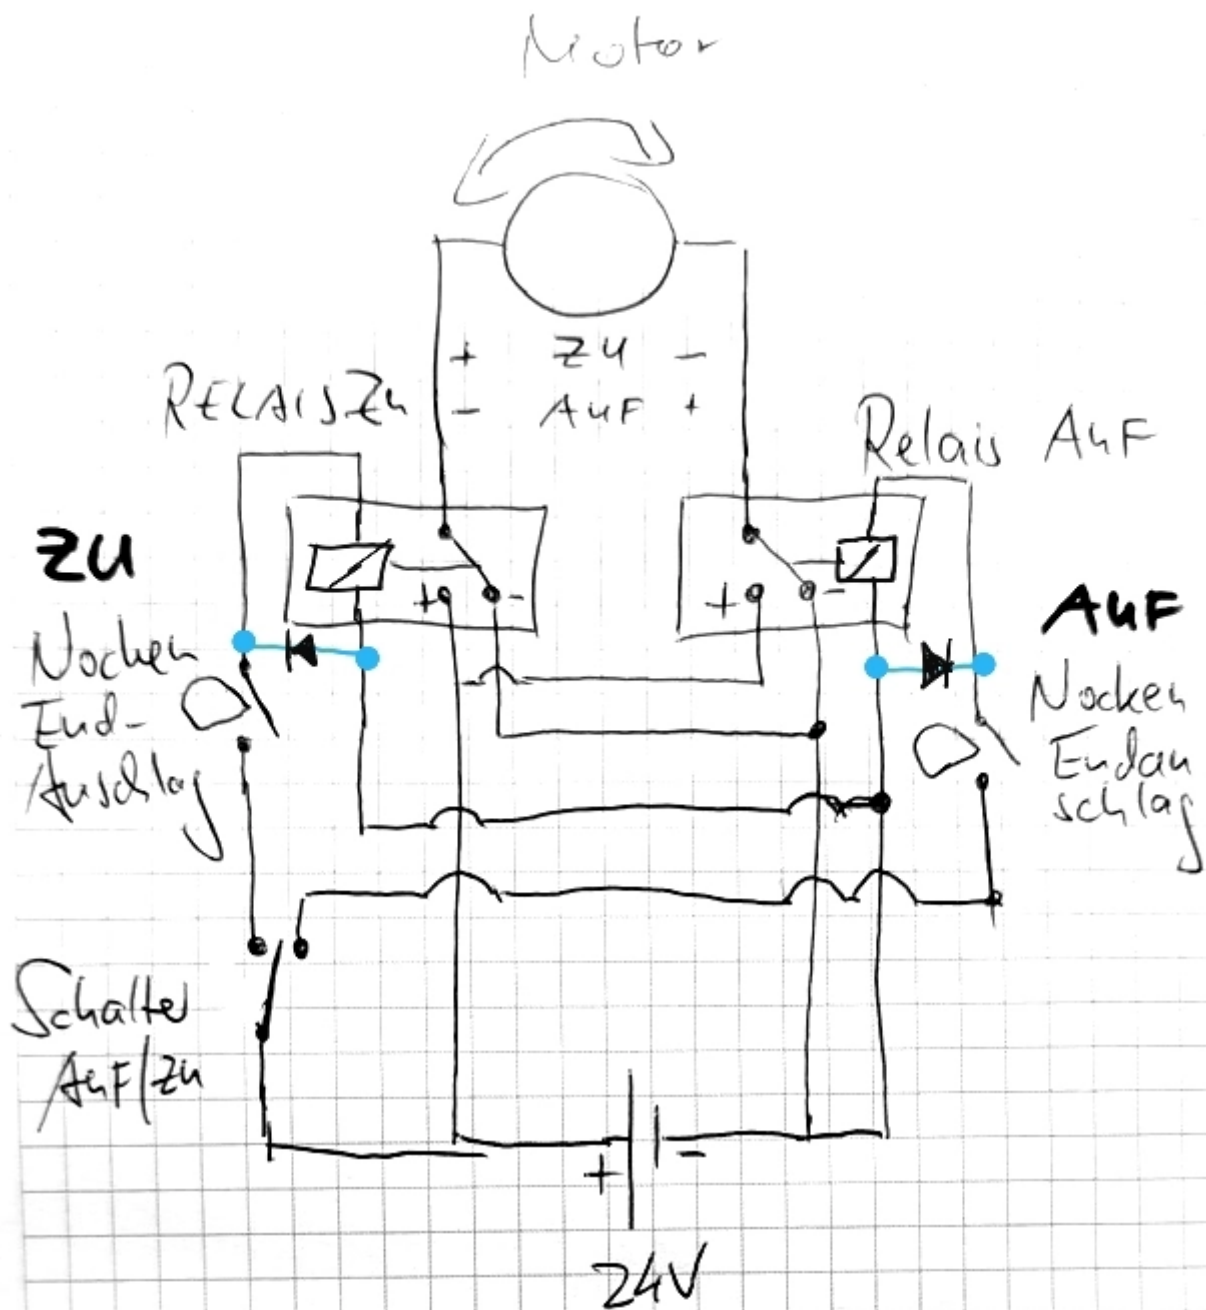 Motor
+ ZU -
- AUF +
RELAIS Zu
Relais AuF
+ -
+ -
ZU
Nocken
End-
Anschlag
AuF
Nocken
Endan
schlag
Schalter
AuF/Zu
+ -
24V